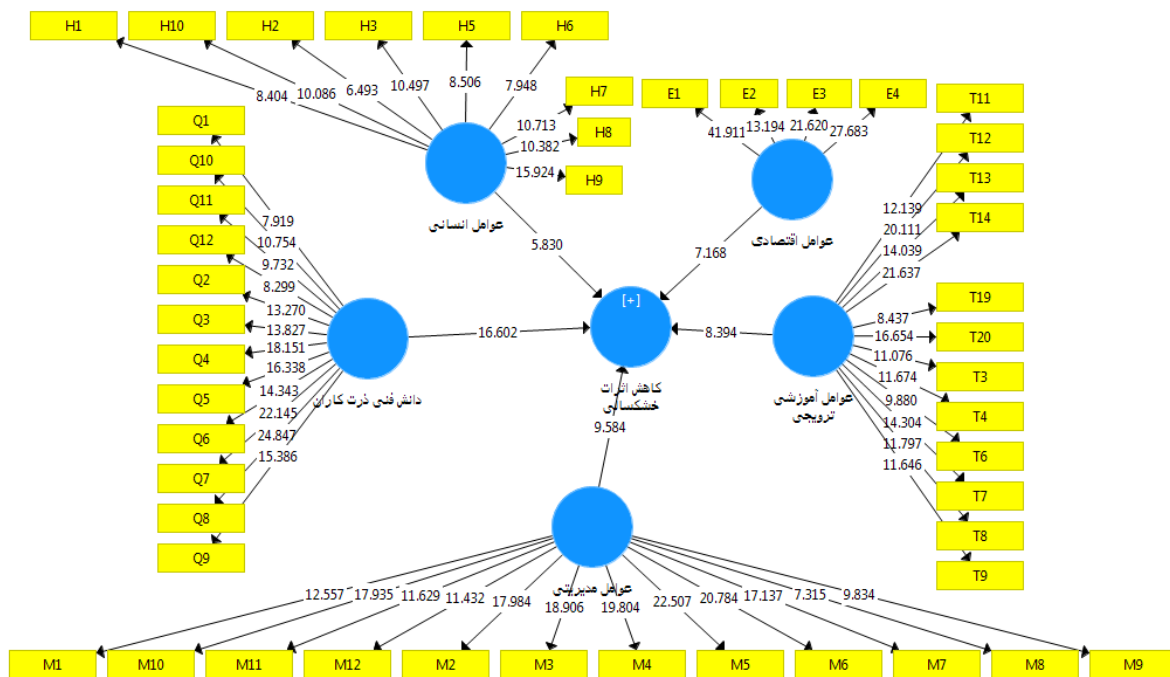 H1
H10
H2
H3
H5
H6
8.404
10.086
6.493
10.497
8.506
7.948
H7
H8
H9
10.713
10.382
15.924
عوامل انسانی
5.830
E1
E2
E3
E4
41.911
13.194
21.620
27.683
عوامل اقتصادی
7.168
Q1
Q10
Q11
Q12
Q2
Q3
Q4
Q5
Q6
Q7
Q8
Q9
7.919
10.754
9.732
8.299
13.270
13.827
18.151
16.338
14.343
22.145
24.847
15.386
دانش فنی ذرت کاران
16.602
[+]
کاهش اثرات
خشکسالی
T11
T12
T13
T14
T19
T20
T3
T4
T6
T7
T8
T9
12.139
20.111
14.039
21.637
8.437
16.654
11.076
11.674
9.880
14.304
11.797
11.646
عوامل آموزشی
ترویجی
8.394
9.584
عوامل مدیریتی
12.557
17.935
11.629
11.432
17.984
18.906
19.804
22.507
20.784
17.137
7.315
9.834
M1
M10
M11
M12
M2
M3
M4
M5
M6
M7
M8
M9